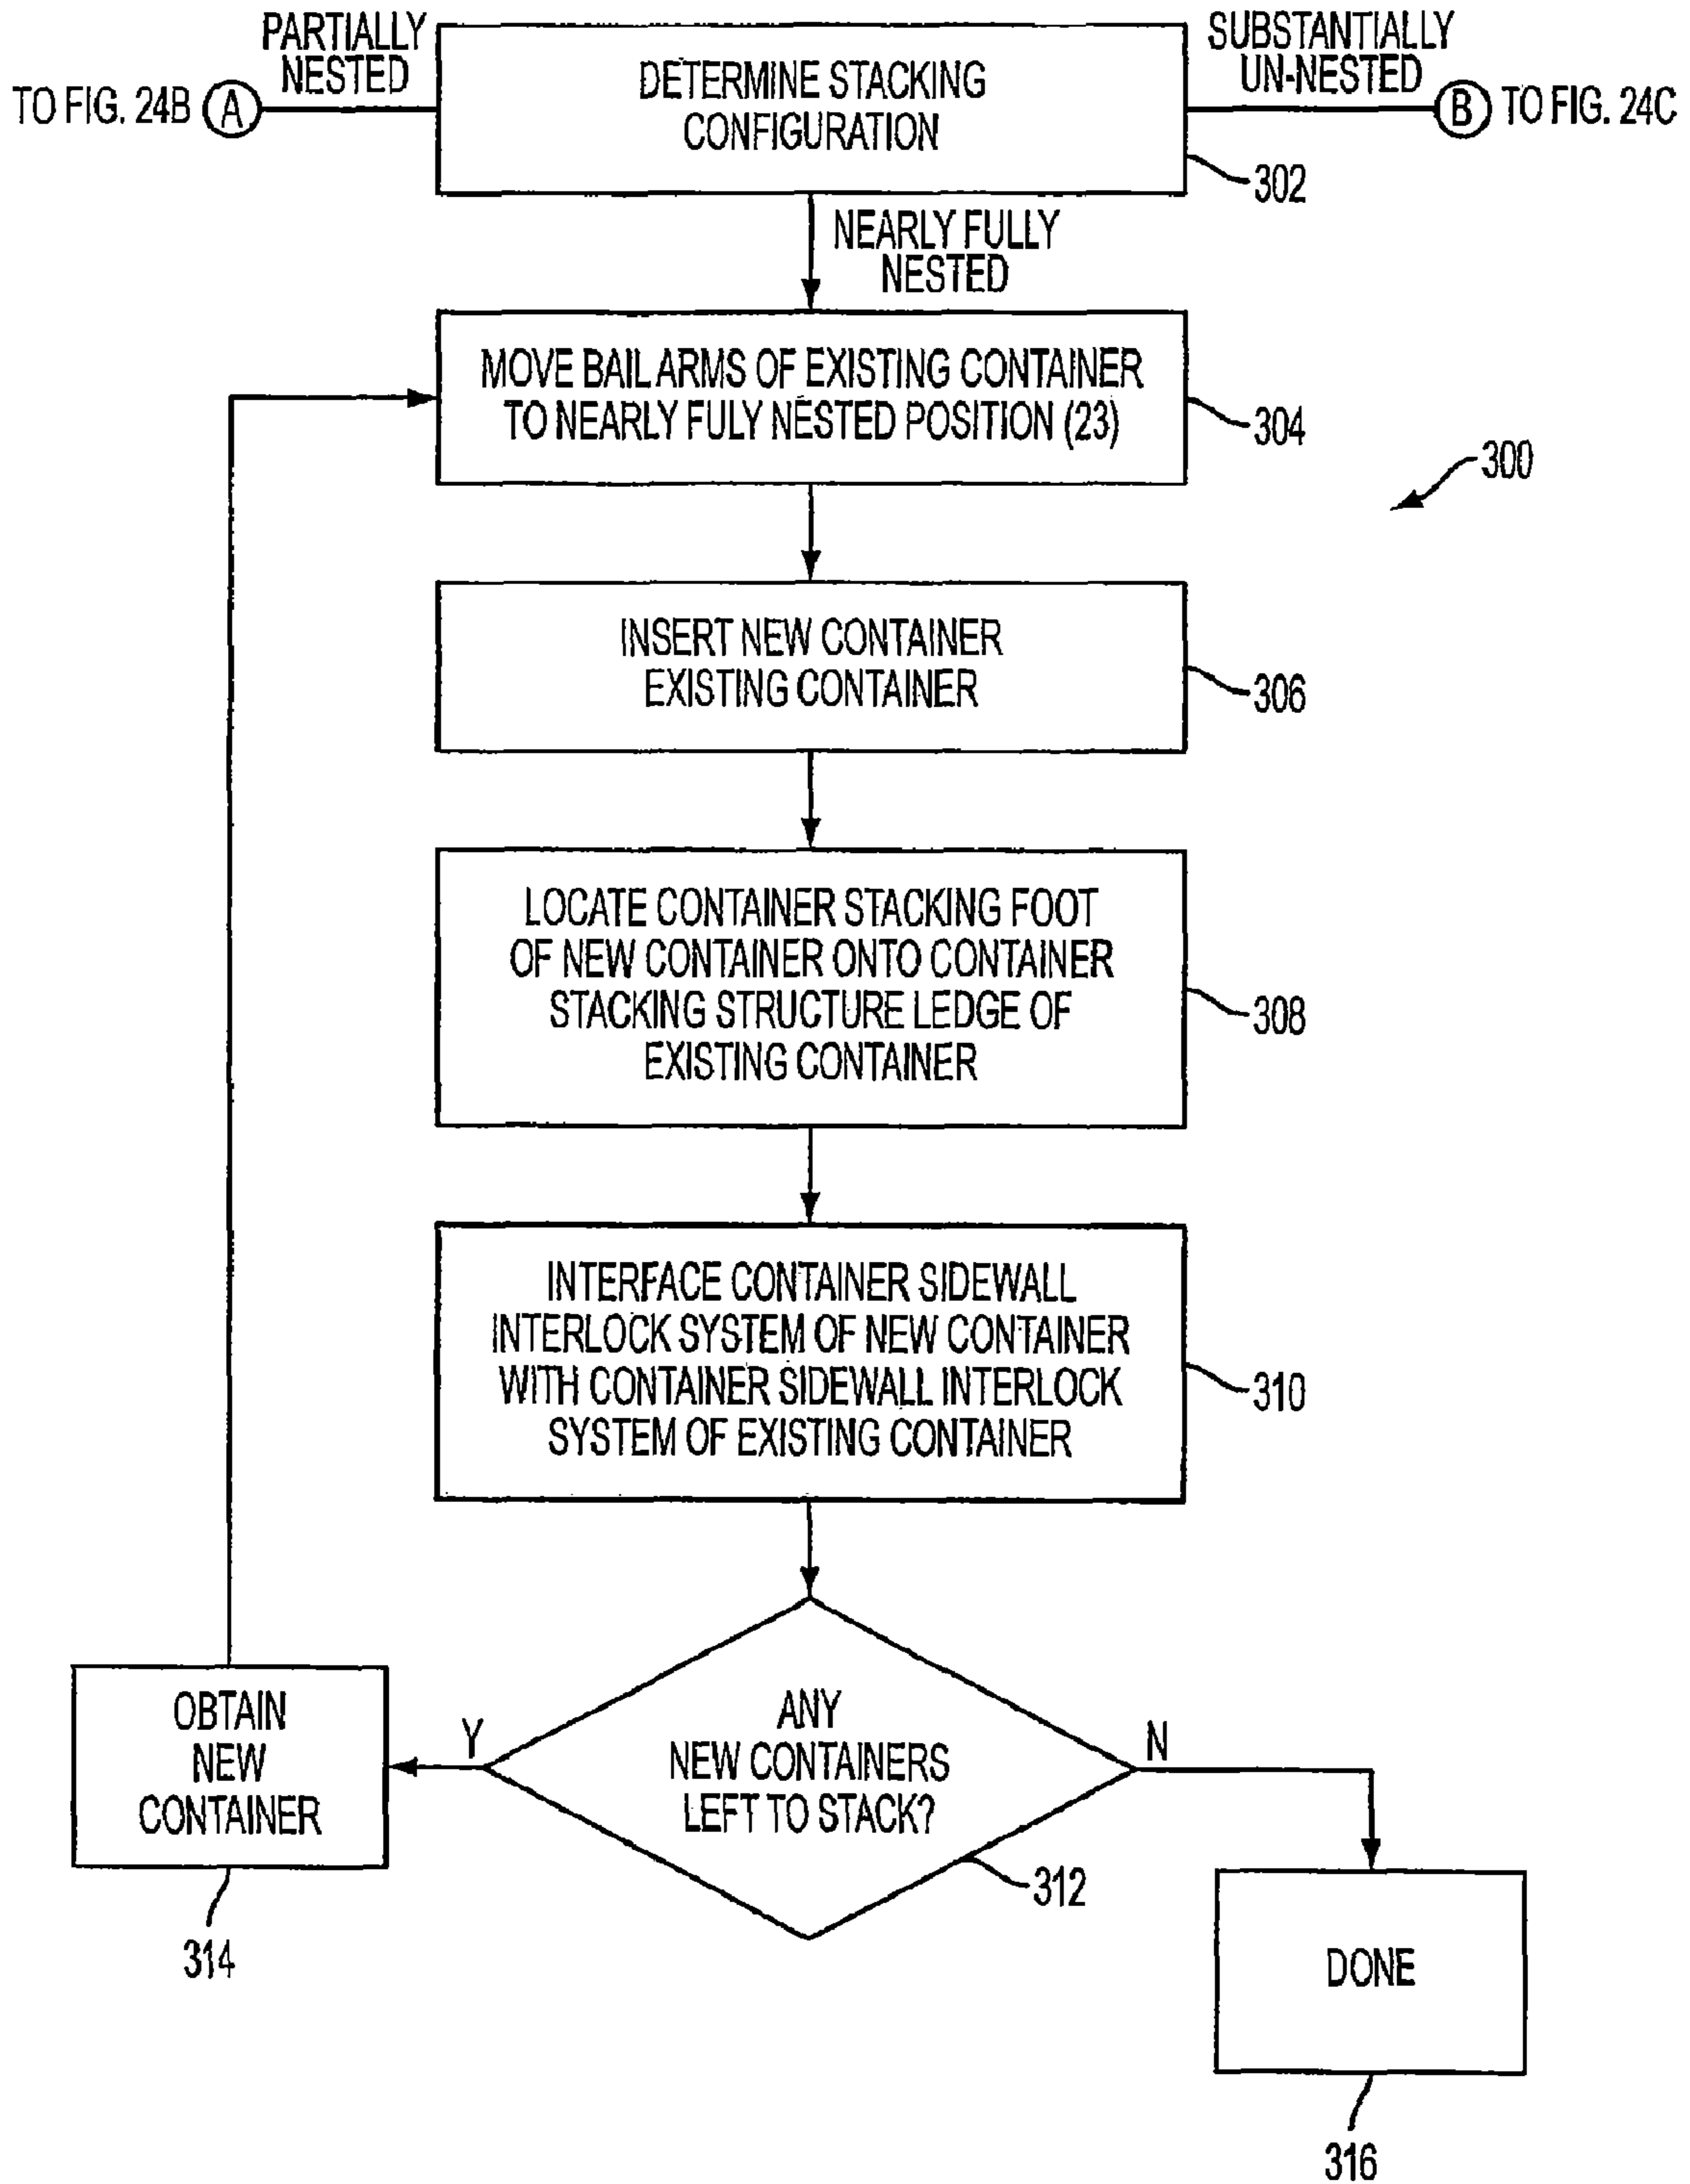 PARTIALLY
NESTED
TO FIG. 24B
A
DETERMINE STACKING
CONFIGURATION
SUBSTANTIALLY
UN-NESTED
B
TO FIG. 24C
302
NEARLY FULLY
NESTED
MOVE BAIL ARMS OF EXISTING CONTAINER
TO NEARLY FULY NESTED POSITION (23)
304
300
INSERT NEW CONTAINER
EXISTING CONTAINER
306
LOCATE CONTAINER STACKING FOOT
OF NEW CONTAINER ONTO CONTAINER
STACKING STRUCTURE LEDGE OF
EXISTING CONTAINER
308
INTERFACE CONTAINER SIDEWALL
INTERLOCK SYSTEM OF NEW CONTAINER
WITH CONTAINER SIDEWALL INTERLOCK
SYSTEM OF EXISTING CONTAINER
310
ANY
NEW CONTAINERS
LEFT TO STACK?
312
Y
N
OBTAIN
NEW
CONTAINER
314
DONE
316